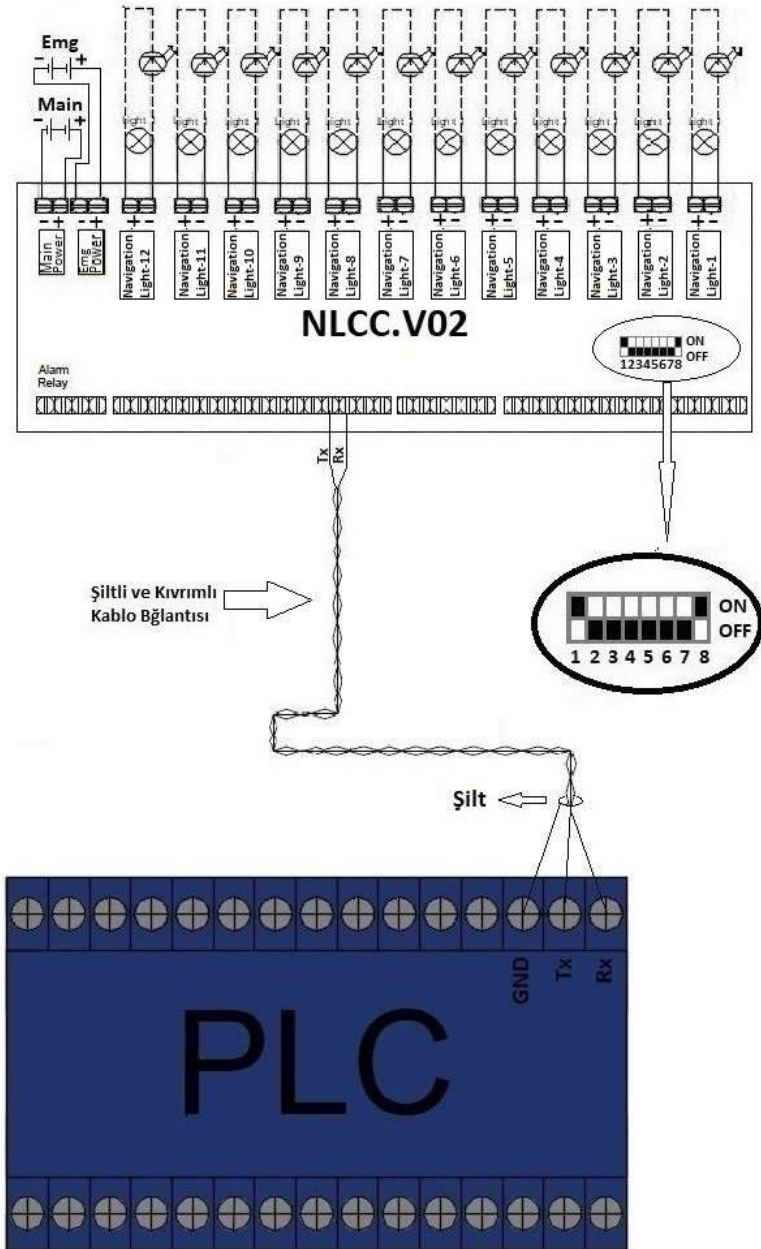 Emg
- +
Main
- +
Light Light Light Light Light Light Light Light Light Light Light Light
- + - + + - + - + - + - + - + - + - + - + - + - + - + -
Main Power
Emg Power
Navigation Light-12
Navigation Light-11
Navigation Light-10
Navigation Light-9
Navigation Light-8
Navigation Light-7
Navigation Light-6
Navigation Light-5
Navigation Light-4
Navigation Light-3
Navigation Light-2
Navigation Light-1
NLCC.V02
ON
OFF
12345678
Alarm
Relay
Tx
Rx
Şiltli ve Kıvrımlı
Kablo Bğlantısı
ON
OFF
1 2 3 4 5 6 7 8
Şilt
GND
Tx
Rx
PLC